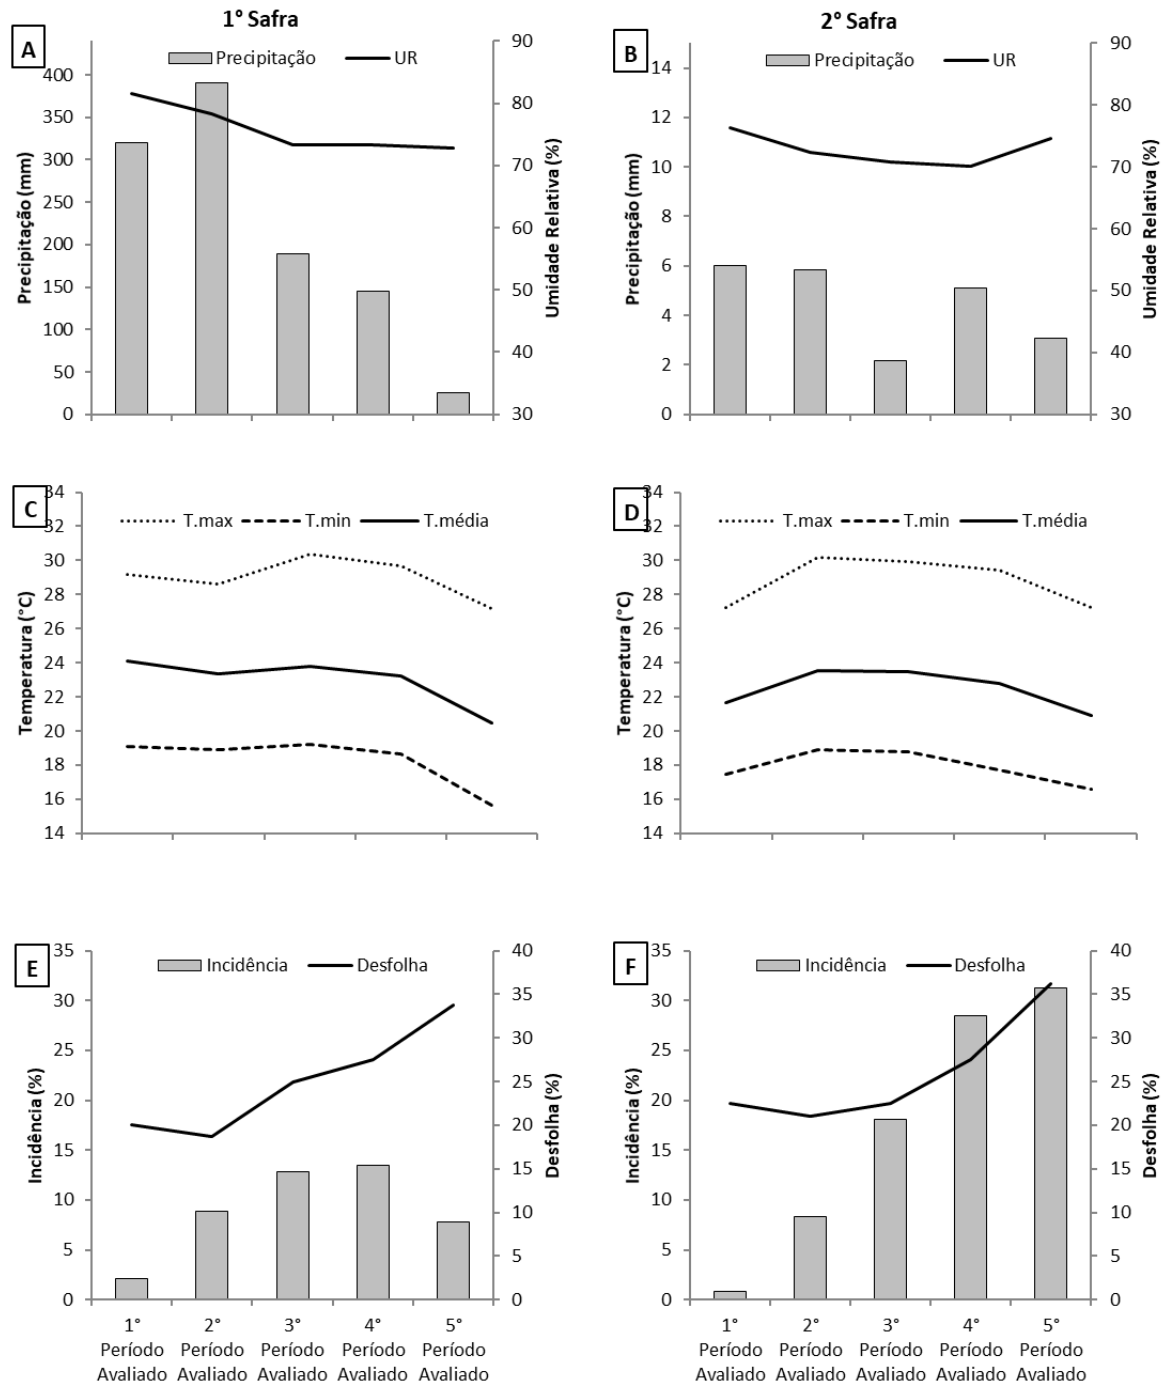 1° Safra
A
Precipitação
UR
400
350
300
250
200
150
100
50
0
Precipitação (mm)
90
80
70
60
50
40
30
Umidade Relativa (%)
2° Safra
B
Precipitação
UR
14
12
10
8
6
4
2
0
Precipitação (mm)
90
80
70
60
50
40
30
Umidade Relativa (%)
C
T.max
T.min
T.média
34
32
30
28
26
24
22
20
18
16
14
Temperatura (°C)
D
T.max
T.min
T.média
34
32
30
28
26
24
22
20
18
16
14
Temperatura (°C)
E
Incidência
Desfolha
35
30
25
20
15
10
5
0
Incidência (%)
40
35
30
25
20
15
10
5
0
Desfolha (%)
1° 2° 3° 4° 5°
Período Período Período Período Período
Avaliado Avaliado Avaliado Avaliado Avaliado
F
Incidência
Desfolha
35
30
25
20
15
10
5
0
Incidência (%)
40
35
30
25
20
15
10
5
0
Desfolha (%)
1° 2° 3° 4° 5°
Período Período Período Período Período
Avaliado Avaliado Avaliado Avaliado Avaliado